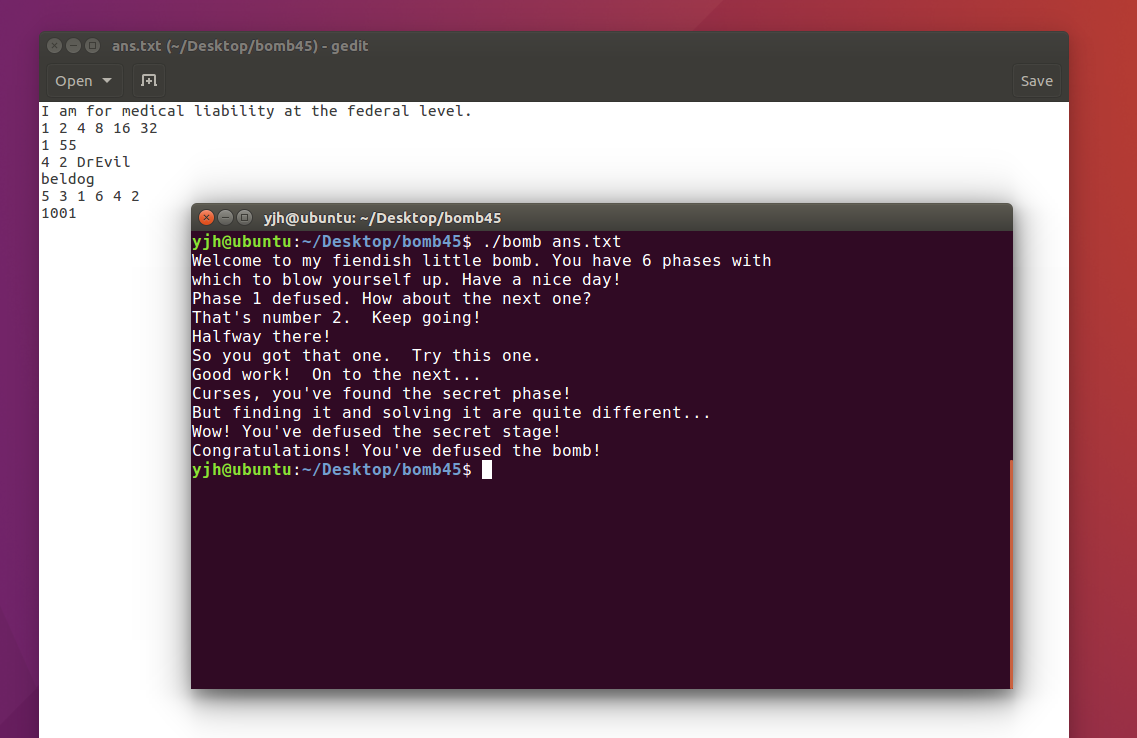 ans.txt (~/Desktop/bomb45) - gedit
Open
Save
I am for medical liability at the federal level.
1 2 4 8 16 32
1 55
4 2 DrEvil
beldog
5 3 1 6 4 2
1001
yjh@ubuntu: ~/Desktop/bomb45
yjh@ubuntu:~/Desktop/bomb45$ ./bomb ans.txt
Welcome to my fiendish little bomb. You have 6 phases with
which to blow yourself up. Have a nice day!
Phase 1 defused. How about the next one?
That's number 2.  Keep going!
Halfway there!
So you got that one.  Try this one.
Good work!  On to the next...
Curses, you've found the secret phase!
But finding it and solving it are quite different...
Wow! You've defused the secret stage!
Congratulations! You've defused the bomb!
yjh@ubuntu:~/Desktop/bomb45$